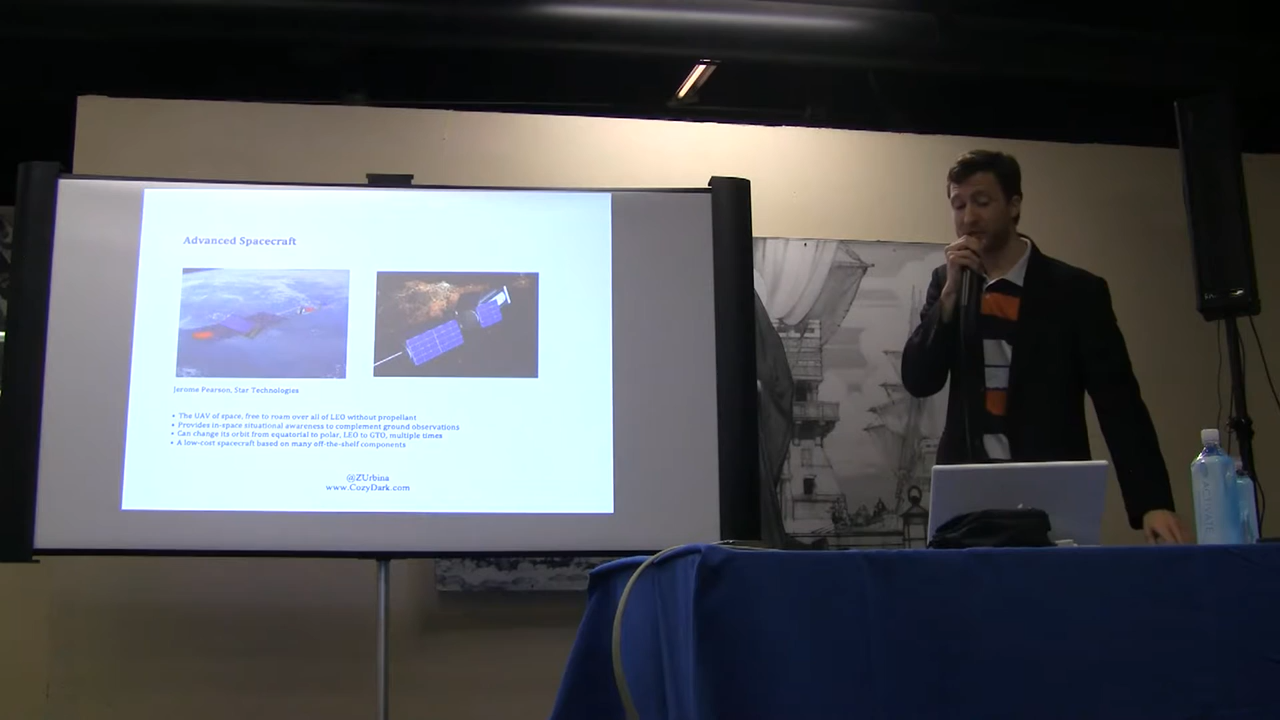 Advanced Spacecraft
Jerome Pearson, Star Technologies
• The UAV of space, free to roam over all of LEO without propellant
• Provides in-space situational awareness to complement ground observations
• Can change its orbit from equatorial to polar, LEO to GTO, multiple times
• A low-cost spacecraft based on many off-the-shelf components
@ZUrbina
www.CozyDark.com
ACTIVATE